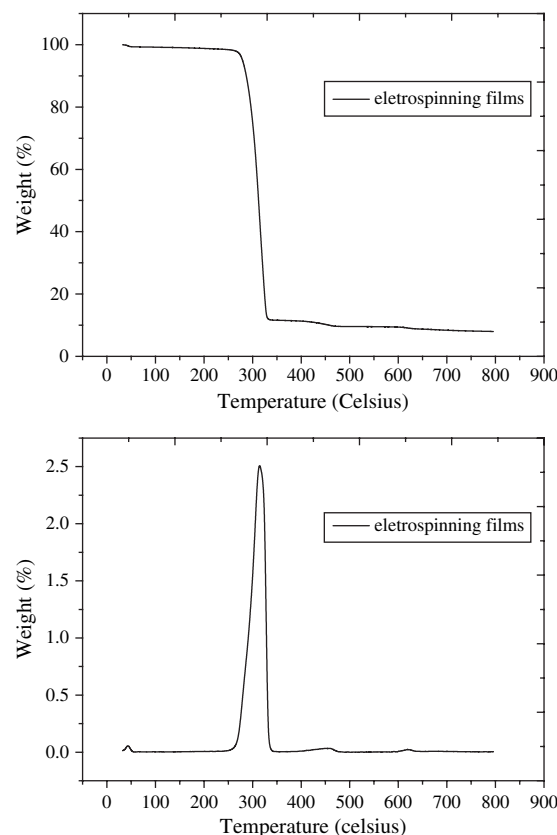 100
80
60
40
20
0
Weight (%)
eletrospinning films
0 100 200 300 400 500 600 700 800 900
Temperature (Celsius)
2.5
2.0
1.5
1.0
0.5
0.0
Weight (%)
eletrospinning films
0 100 200 300 400 500 600 700 800 900
Temperature (celsius)